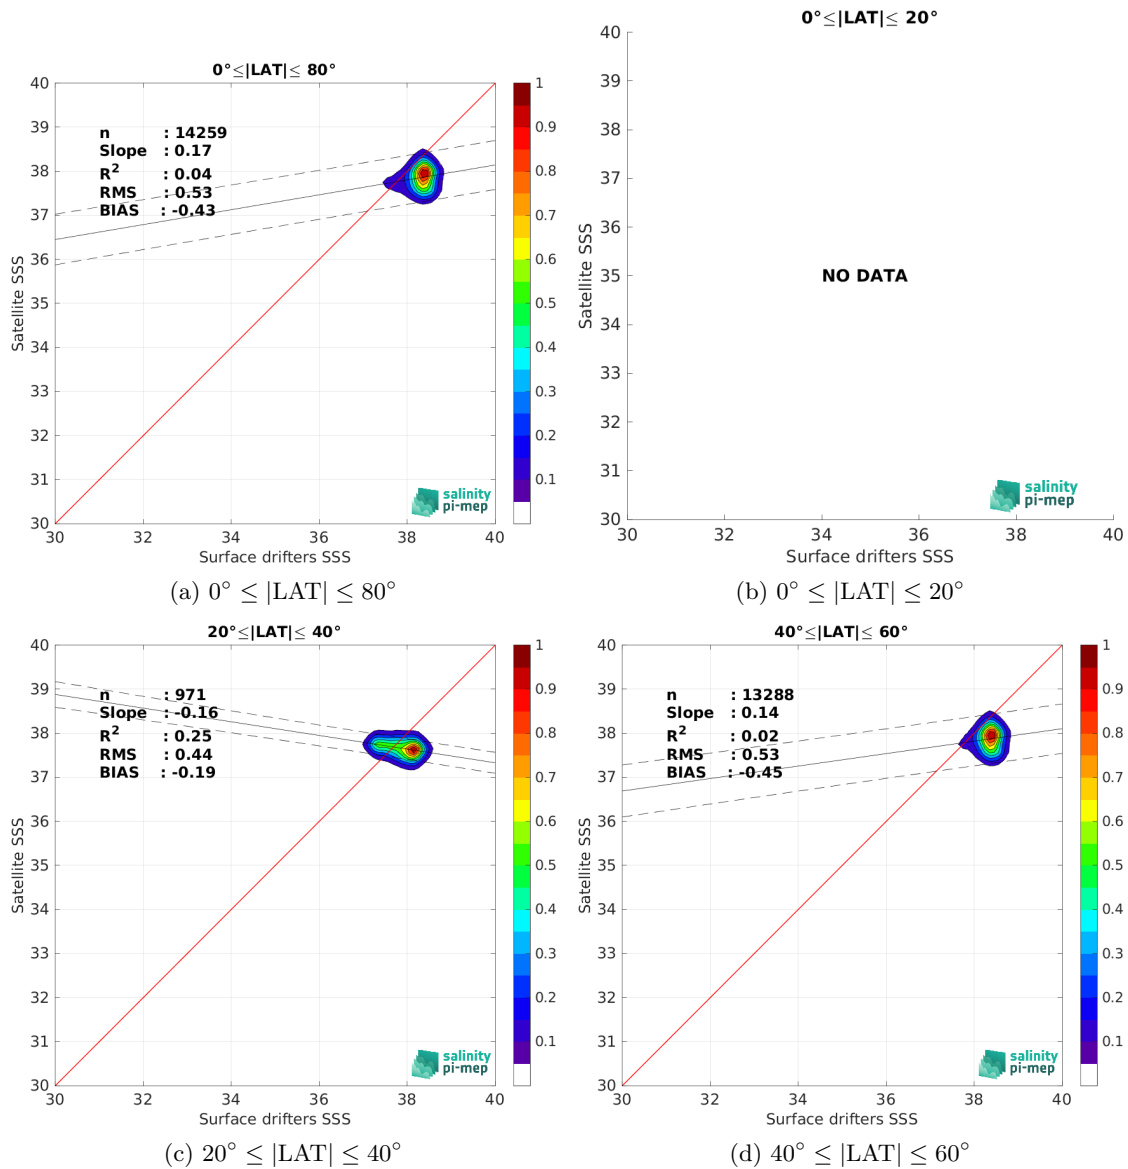 0°≤|LAT|≤ 80°
40
39
38
37
36
35
34
33
32
31
30
Satellite SSS
n : 14259
Slope : 0.17
R² : 0.04
RMS : 0.53
BIAS : -0.43
salinity
pi-mep
30 32 34 36 38 40
Surface drifters SSS
1
0.9
0.8
0.7
0.6
0.5
0.4
0.3
0.2
0.1
(a) 0° ≤ |LAT| ≤ 80°
0°≤|LAT|≤ 20°
40
39
38
37
36
35
34
33
32
31
30
Satellite SSS
NO DATA
salinity
pi-mep
30 32 34 36 38 40
Surface drifters SSS
(b) 0° ≤ |LAT| ≤ 20°
20°≤|LAT|≤ 40°
40
39
38
37
36
35
34
33
32
31
30
Satellite SSS
n : 971
Slope : -0.16
R² : 0.25
RMS : 0.44
BIAS : -0.19
salinity
pi-mep
30 32 34 36 38 40
Surface drifters SSS
1
0.9
0.8
0.7
0.6
0.5
0.4
0.3
0.2
0.1
(c) 20° ≤ |LAT| ≤ 40°
40°≤|LAT|≤ 60°
40
39
38
37
36
35
34
33
32
31
30
Satellite SSS
n : 13288
Slope : 0.14
R² : 0.02
RMS : 0.53
BIAS : -0.45
salinity
pi-mep
30 32 34 36 38 40
Surface drifters SSS
1
0.9
0.8
0.7
0.6
0.5
0.4
0.3
0.2
0.1
(d) 40° ≤ |LAT| ≤ 60°